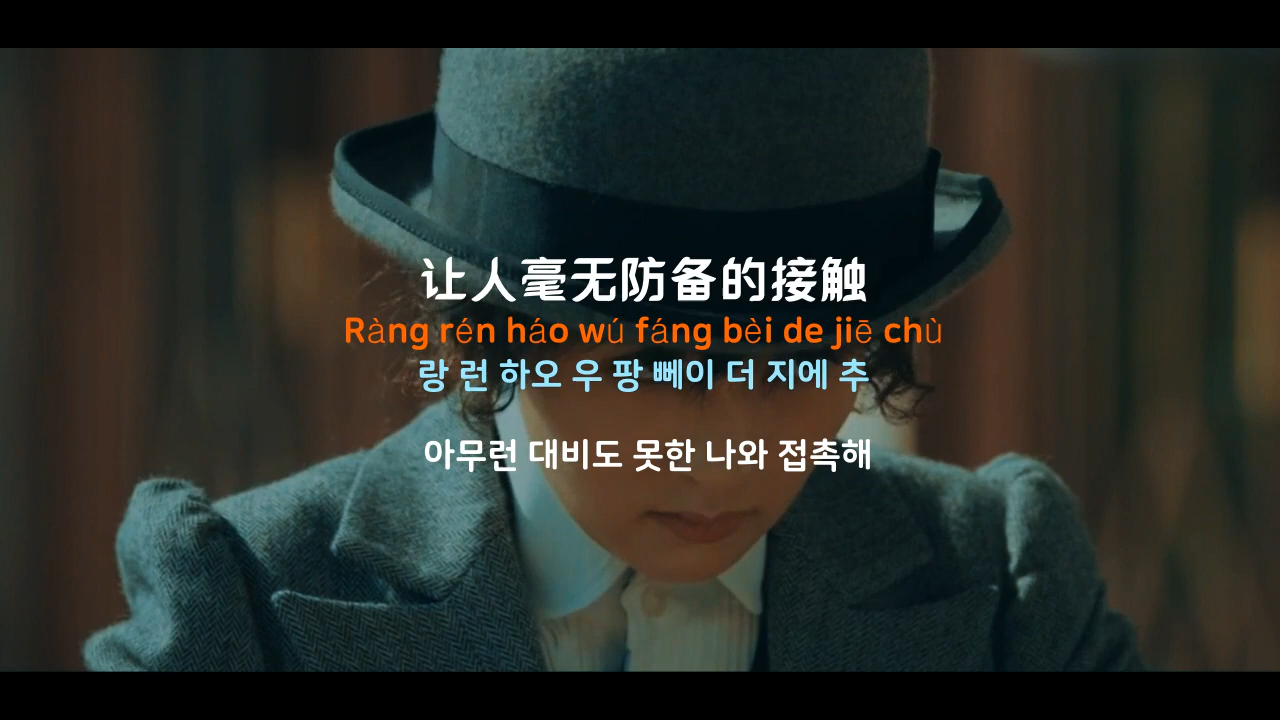 让人毫无防备的接触
Ràng rén háo wú fáng bèi de jiē chù
랑 런 하오 우 팡 뻬이 더 지에 추
아무런 대비도 못한 나와 접촉해